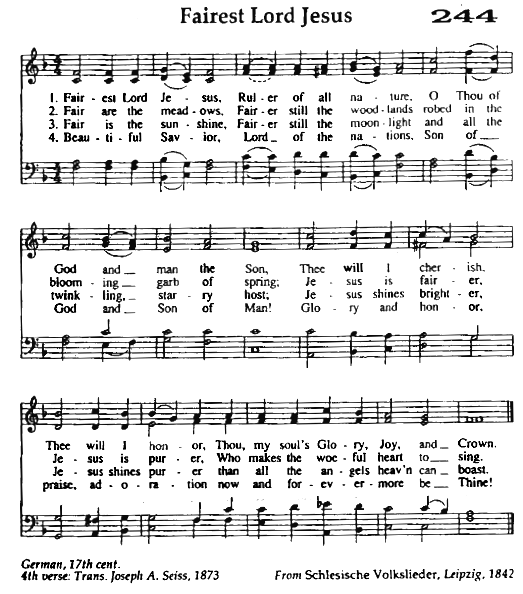 Fairest Lord Jesus 244
1. Fair - est Lord Je - sus, Rul - er of all na - ture, O Thou of
2. Fair are the mead - ows, Fair - er still the wood - lands robed in the
3. Fair is the sun - shine, Fair - er still the moon - light and all the
4. Beau - ti - ful Sav - ior, Lord _ of the na - tions, Son of _
God and _ man the Son, Thee will I cher - ish,
bloom - ing _ garb of spring; Je - sus is fair - er,
twink - ling, _ star - ry host; Je - sus shines bright - er,
God and _ Son of Man! Glo - ry and hon - or,
Thee will I hon - or, Thou, my soul's Glo - ry, Joy, and _ Crown.
Je - sus is pur - er, Who makes the woe - ful heart to _ sing.
Je - sus shines pur - er than all the an - gels heav'n can _ boast.
praise, ad - o - ra - tion now and for - ev - er - more be _ Thine!
German, 17th cent.
4th verse: Trans. Joseph A. Seiss, 1873 From Schlesische Volkslieder, Leipzig, 1842